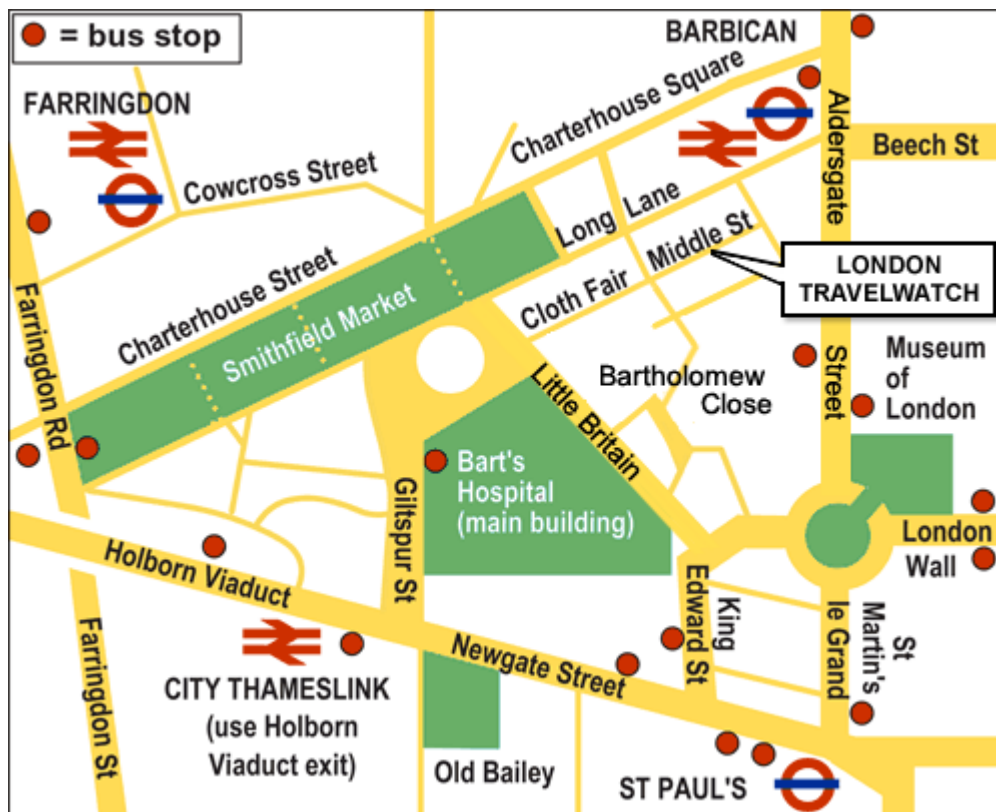 = bus stop
BARBICAN
FARRINGDON
Charterhouse Square
Aldersgate
Beech St
Cowcross Street
Long Lane
Middle St
LONDON
TRAVELWATCH
Cloth Fair
Charterhouse Street
Smithfield Market
Farringdon Rd
Street
Museum
of
London
Bartholomew
Close
Little Britain
Bart's
Hospital
(main building)
Giltspur St
London
Wall
Holborn Viaduct
King
Edward St
St
Martin's
le Grand
Farringdon St
Newgate Street
CITY THAMESLINK
(use Holborn
Viaduct exit)
Old Bailey
ST PAUL'S